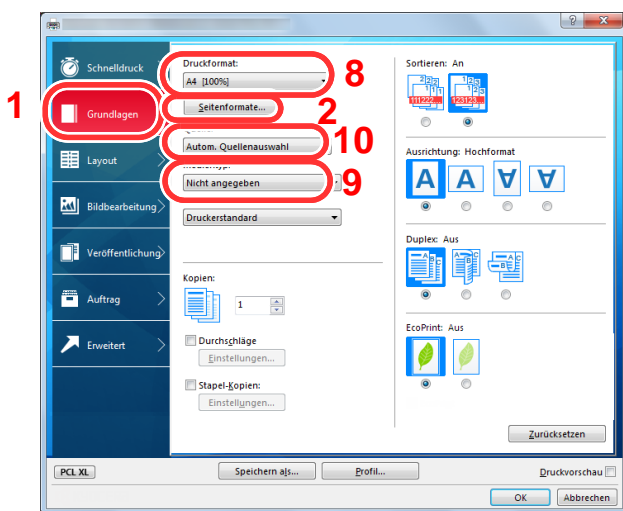 1
Schnelldruck
Grundlagen
Layout
Bildbearbeitung
Veröffentlichung
Auftrag
Erweitert
Druckformat:
A4 [100%]
8
Seitenformate...
2
Autom. Quellenauswahl
10
Nicht angegeben
9
Druckerstandard
Kopien:
1
Durchschläge
Einstellungen...
Stapel-Kopien:
Einstellungen...
Sortieren: An
111222...
123123...
Ausrichtung: Hochformat
A A A A
Duplex: Aus
EcoPrint: Aus
Zurücksetzen
PCL XL
Speichern als...
Profil...
Druckvorschau
OK
Abbrechen